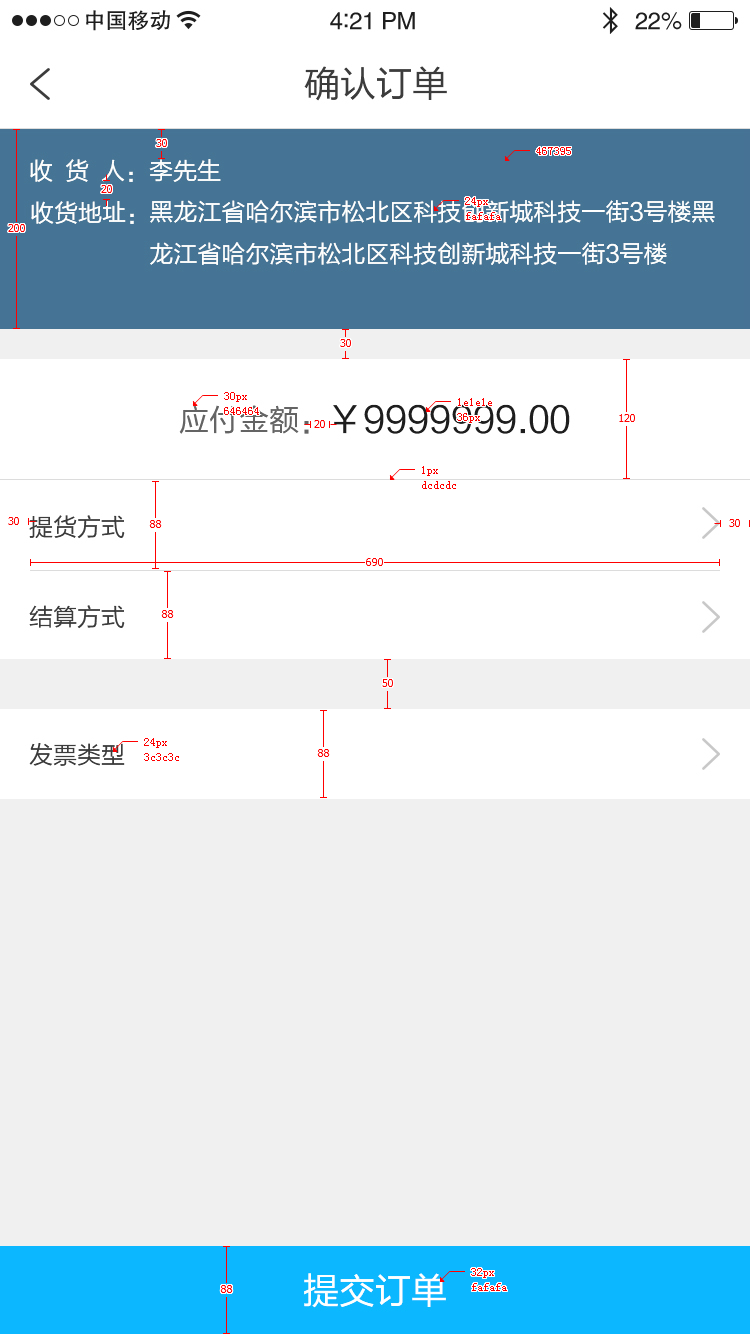 中国移动 4:21 PM 22%
确认订单
30
467395
收 货 人：李先生
20
24px
fafafa
收货地址：黑龙江省哈尔滨市松北区科技创新城科技一街3号楼黑
200
龙江省哈尔滨市松北区科技创新城科技一街3号楼
30
30px
646464
1e1e1e
36px
应付金额：20 ￥9999999.00
120
1px
dcdcdc
30 提货方式 88 30
690
结算方式 88
50
24px
3c3c3c
发票类型 88
32px
fafafa
88 提交订单